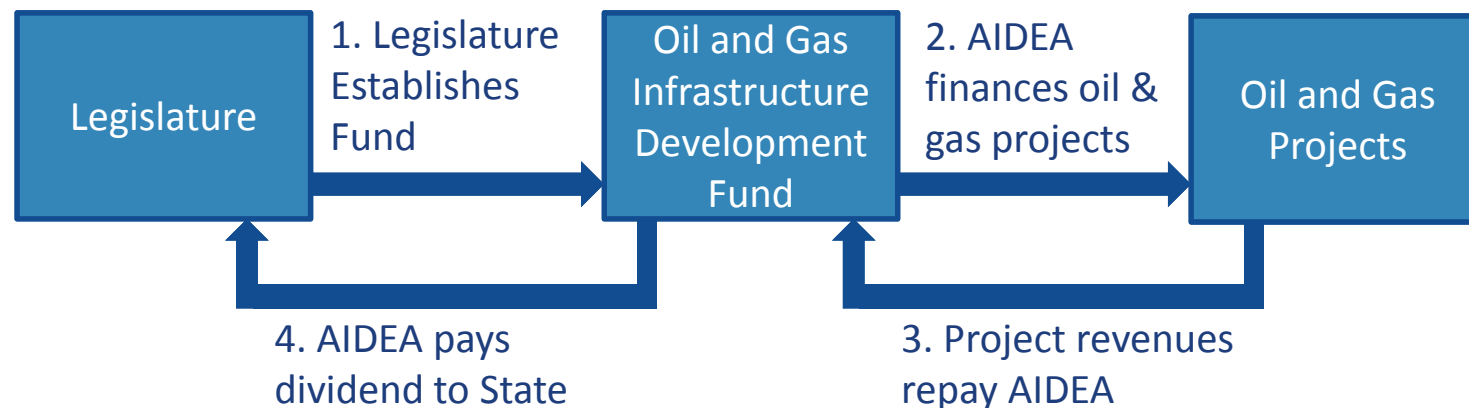 Legislature
1. Legislature
Establishes
Fund
Oil and Gas
Infrastructure
Development
Fund
2. AIDEA
finances oil &
gas projects
Oil and Gas
Projects
4. AIDEA pays
dividend to State
3. Project revenues
repay AIDEA